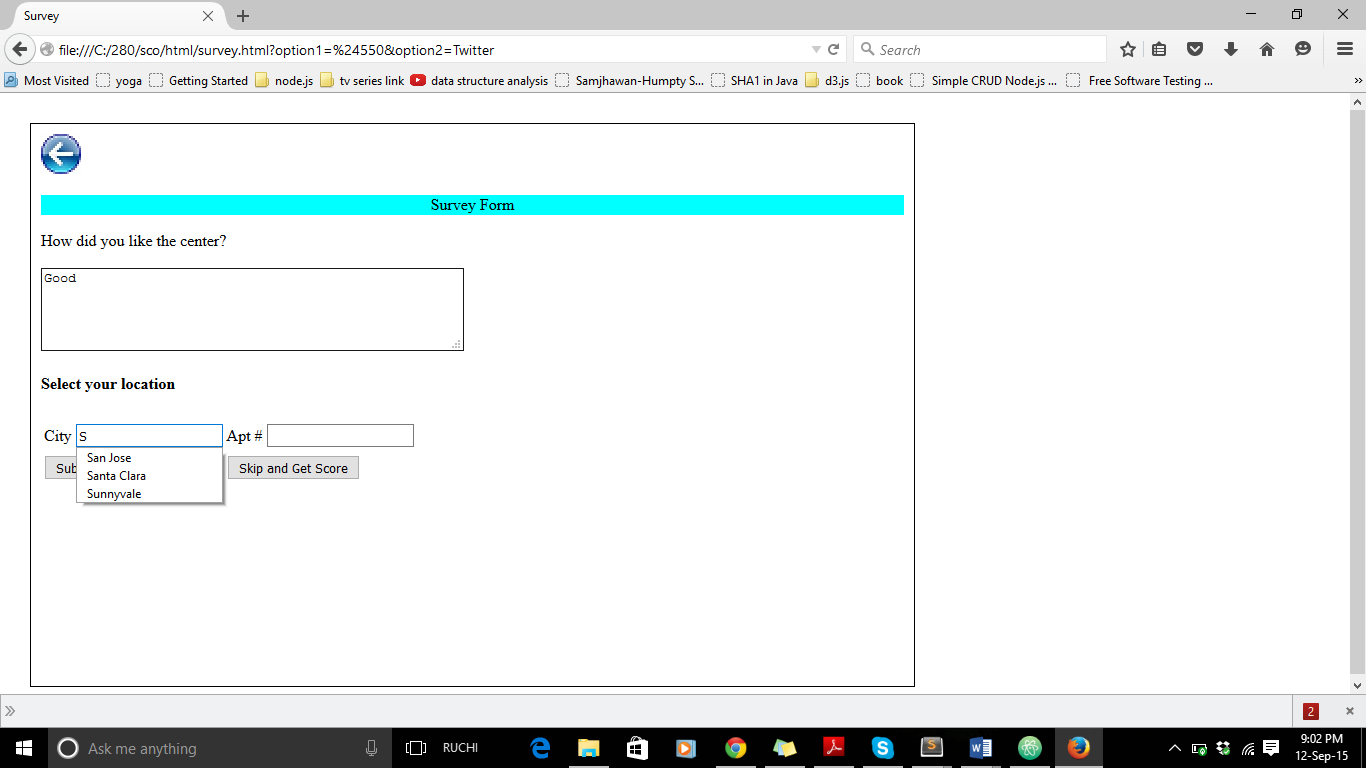 Survey
file:///C:/280/sco/html/survey.html?option1=%24550&option2=Twitter
Search
Most Visited yoga Getting Started node.js tv series link data structure analysis Samjhawan-Humpty S... SHA1 in Java d3.js book Simple CRUD Node.js ... Free Software Testing ...
Survey Form
How did you like the center?
Good
Select your location
City S Apt #
San Jose
Sub Skip and Get Score
Santa Clara
Sunnyvale
2
Ask me anything RUCHI
9:02 PM
12-Sep-15